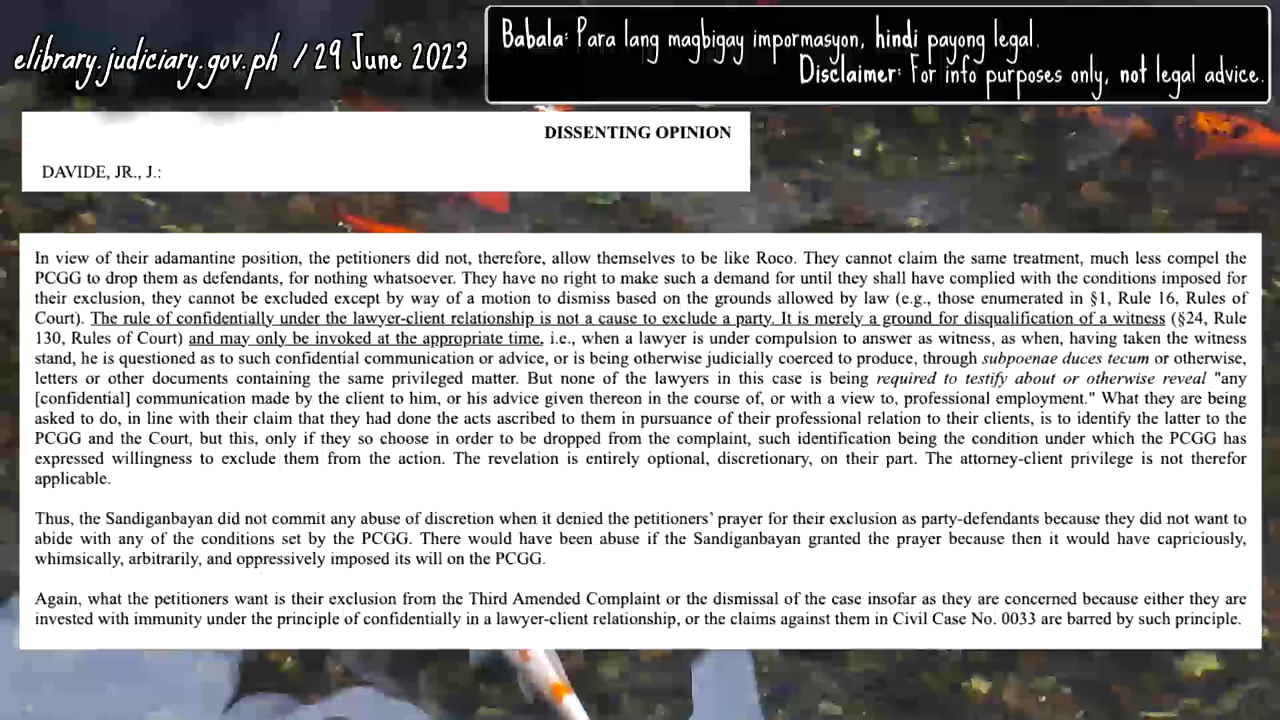 elibrary.judiciary.gov.ph / 29 June 2023
Babala: Para lang magbigay impormasyon, hindi payong legal.
Disclaimer: For info purposes only, not legal advice.
DISSENTING OPINION
DAVIDE, JR., J.:
In view of their adamantine position, the petitioners did not, therefore, allow themselves to be like Roco. They cannot claim the same treatment, much less compel the
PCGG to drop them as defendants, for nothing whatsoever. They have no right to make such a demand for until they shall have complied with the conditions imposed for
their exclusion, they cannot be excluded except by way of a motion to dismiss based on the grounds allowed by law (e.g., those enumerated in §1, Rule 16, Rules of
Court). The rule of confidentially under the lawyer-client relationship is not a cause to exclude a party. It is merely a ground for disqualification of a witness (§24, Rule
130, Rules of Court) and may only be invoked at the appropriate time, i.e., when a lawyer is under compulsion to answer as witness, as when, having taken the witness
stand, he is questioned as to such confidential communication or advice, or is being otherwise judicially coerced to produce, through subpoenae duces tecum or otherwise,
letters or other documents containing the same privileged matter. But none of the lawyers in this case is being required to testify about or otherwise reveal "any
[confidential] communication made by the client to him, or his advice given thereon in the course of, or with a view to, professional employment." What they are being
asked to do, in line with their claim that they had done the acts ascribed to them in pursuance of their professional relation to their clients, is to identify the latter to the
PCGG and the Court, but this, only if they so choose in order to be dropped from the complaint, such identification being the condition under which the PCGG has
expressed willingness to exclude them from the action. The revelation is entirely optional, discretionary, on their part. The attorney-client privilege is not therefor
applicable.
Thus, the Sandiganbayan did not commit any abuse of discretion when it denied the petitioners' prayer for their exclusion as party-defendants because they did not want to
abide with any of the conditions set by the PCGG. There would have been abuse if the Sandiganbayan granted the prayer because then it would have capriciously,
whimsically, arbitrarily, and oppressively imposed its will on the PCGG.
Again, what the petitioners want is their exclusion from the Third Amended Complaint or the dismissal of the case insofar as they are concerned because either they are
invested with immunity under the principle of confidentially in a lawyer-client relationship, or the claims against them in Civil Case No. 0033 are barred by such principle.